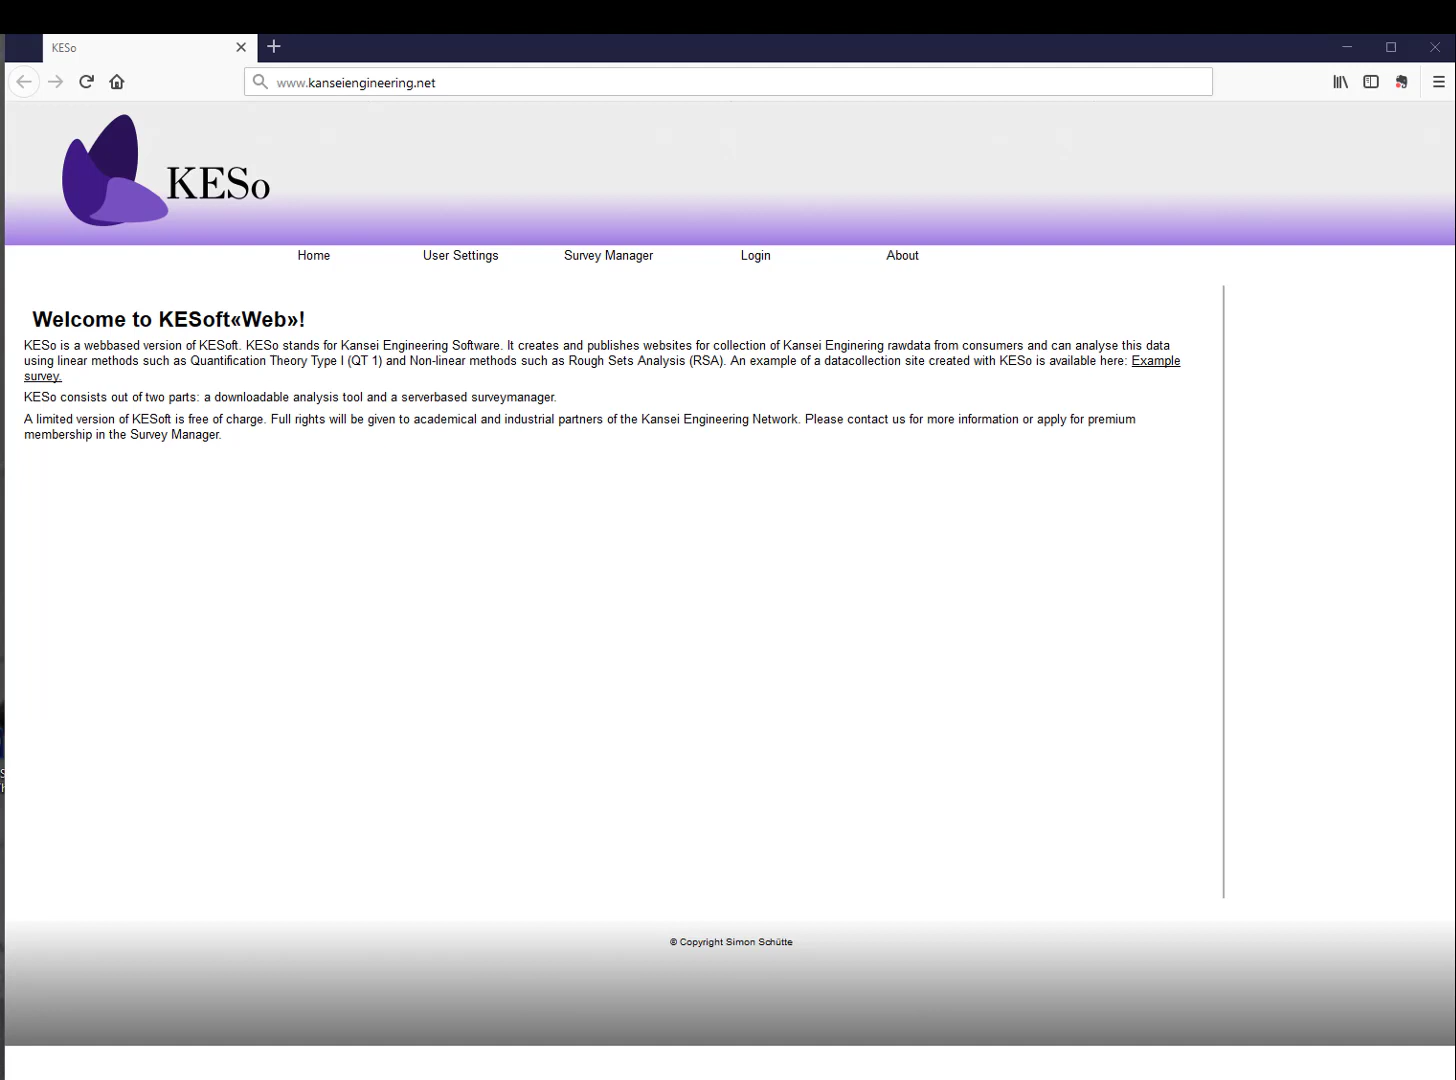 KESo
www.kanseiengineering.net
KESo
Home User Settings Survey Manager Login About
Welcome to KESoft«Web»!
KESo is a webbased version of KESoft. KESo stands for Kansei Engineering Software. It creates and publishes websites for collection of Kansei Enginering rawdata from consumers and can analyse this data
using linear methods such as Quantification Theory Type I (QT 1) and Non-linear methods such as Rough Sets Analysis (RSA). An example of a datacollection site created with KESo is available here: Example
survey.
KESo consists out of two parts: a downloadable analysis tool and a serverbased surveymanager.
A limited version of KESoft is free of charge. Full rights will be given to academical and industrial partners of the Kansei Engineering Network. Please contact us for more information or apply for premium
membership in the Survey Manager.
© Copyright Simon Schütte